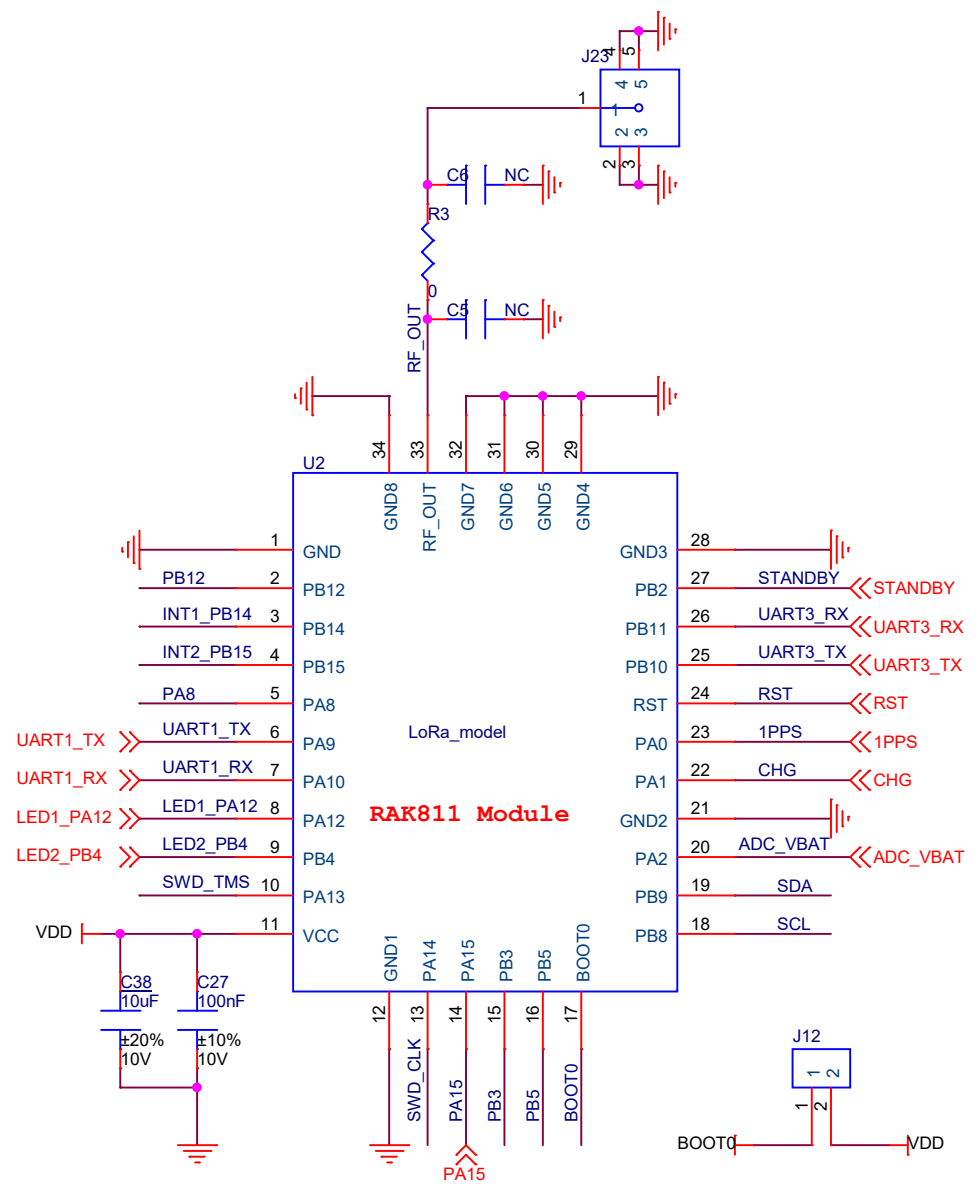 J23
4 5
4 5
1 1
2 3
2 3
C6 NC
R3
0
C5 NC
RF_OUT
34 33 32 31 30 29
U2
GND8 RF_OUT GND7 GND6 GND5 GND4
1 GND GND3 28
PB12 2 PB12 PB2 27 STANDBY STANDBY
INT1_PB14 3 PB14 PB11 26 UART3_RX UART3_RX
INT2_PB15 4 PB15 PB10 25 UART3_TX UART3_TX
PA8 5 PA8 RST 24 RST RST
UART1_TX UART1_TX 6 PA9 LoRa_model PA0 23 1PPS 1PPS
UART1_RX UART1_RX 7 PA10 PA1 22 CHG CHG
LED1_PA12 LED1_PA12 8 PA12 RAK811 Module GND2 21
LED2_PB4 LED2_PB4 9 PB4 PA2 20 ADC_VBAT ADC_VBAT
SWD_TMS 10 PA13 PB9 19 SDA
VDD 11 VCC PB8 18 SCL
GND1 PA14 PA15 PB3 PB5 BOOT0
C38 C27
10uF 100nF
12 13 14 15 16 17
±20% ±10%
10V 10V
SWD_CLK PA15 PB3 PB5 BOOT0
PA15
J12
1 2
1 2
BOOT0 VDD